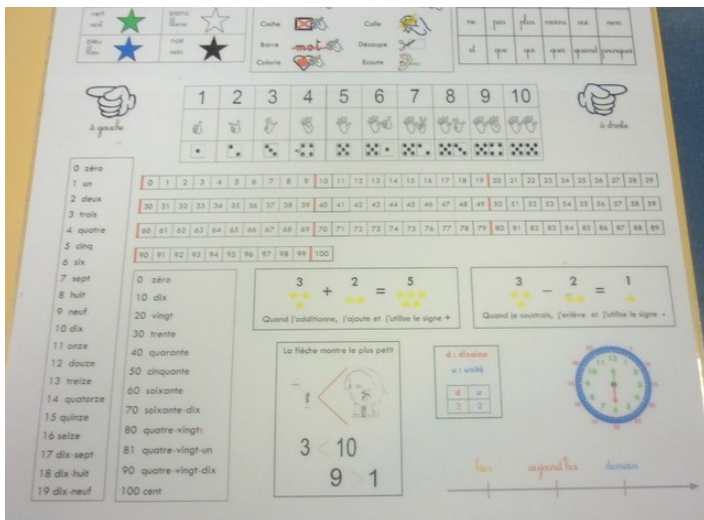 vert
blanc
bleu
noir
Cache
Colle
Barre
mot
Découpe
Colorie
Ecoute
ne pas plus moins oui non
et que qui quoi quand pourquoi
à gauche
1 2 3 4 5 6 7 8 9 10
à droite
0 zéro
1 un
2 deux
3 trois
4 quatre
5 cinq
6 six
7 sept
8 huit
9 neuf
10 dix
11 onze
12 douze
13 treize
14 quatorze
15 quinze
16 seize
17 dix-sept
18 dix-huit
19 dix-neuf
0 1 2 3 4 5 6 7 8 9 10 11 12 13 14 15 16 17 18 19 20 21 22 23 24 25 26 27 28 29
30 31 32 33 34 35 36 37 38 39 40 41 42 43 44 45 46 47 48 49 50 51 52 53 54 55 56 57 58 59
60 61 62 63 64 65 66 67 68 69 70 71 72 73 74 75 76 77 78 79 80 81 82 83 84 85 86 87 88 89
90 91 92 93 94 95 96 97 98 99 100
0 zéro
10 dix
20 vingt
30 trente
40 quarante
50 cinquante
60 soixante
70 soixante-dix
80 quatre-vingts
81 quatre-vingt-un
90 quatre-vingt-dix
100 cent
3 + 2 = 5
Quand j'additionne, j'ajoute et j'utilise le signe +
3 - 2 = 1
Quand je soustrais, j'enlève et j'utilise le signe -
La flèche montre le plus petit
3 < 10
9 > 1
d : dizaine
u : unité
d u
3 2
hier aujourd'hui demain